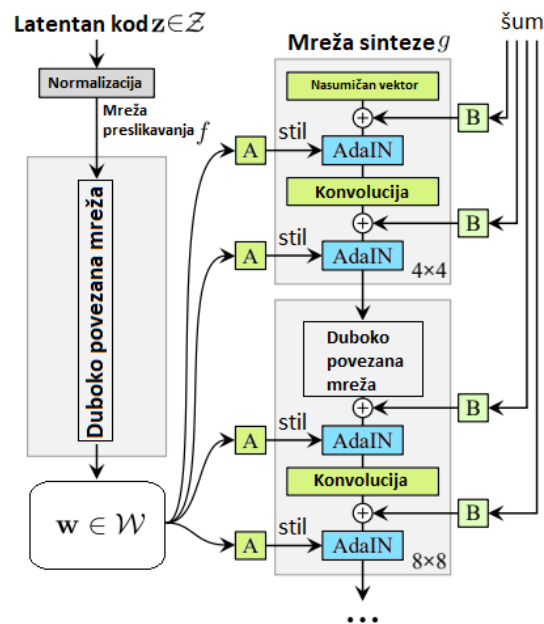 Latentan kod z∈𝒵
Normalizacija
Mreža
preslikavanja f
Duboko povezana mreža
w ∈ 𝒲
Mreža sinteze g
šum
Nasumičan vektor
B
A
stil
AdaIN
Konvolucija
B
A
stil
AdaIN
4×4
Duboko
povezana
mreža
B
A
stil
AdaIN
Konvolucija
B
A
stil
AdaIN
8×8
...